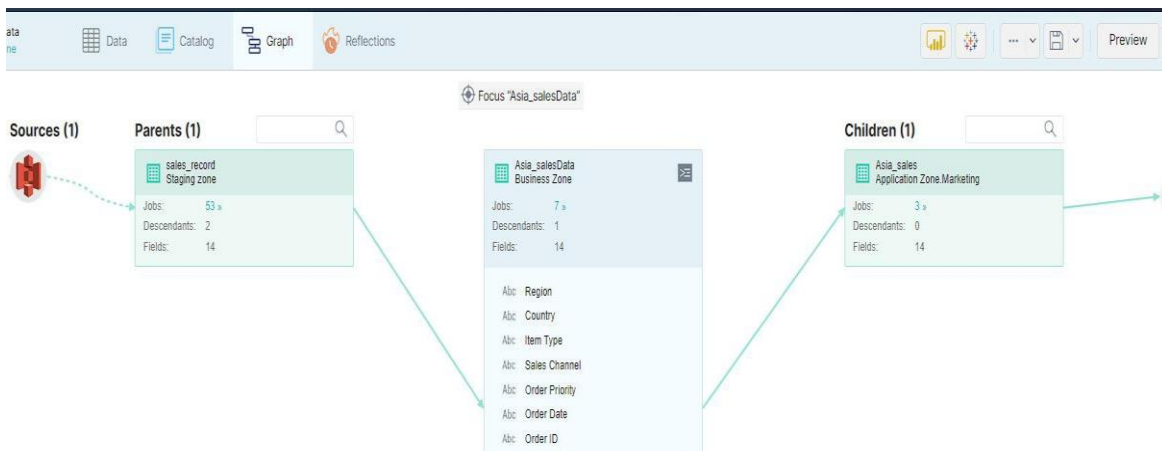 ata
ne
Data
Catalog
Graph
Reflections
Preview
Focus "Asia_salesData"
Sources (1)
Parents (1)
sales_record
Staging zone
Jobs: 53 »
Descendants: 2
Fields: 14
Asia_salesData
Business Zone
Jobs: 7 »
Descendants: 1
Fields: 14
Abc Region
Abc Country
Abc Item Type
Abc Sales Channel
Abc Order Priority
Abc Order Date
Abc Order ID
Children (1)
Asia_sales
Application Zone.Marketing
Jobs: 3 »
Descendants: 0
Fields: 14